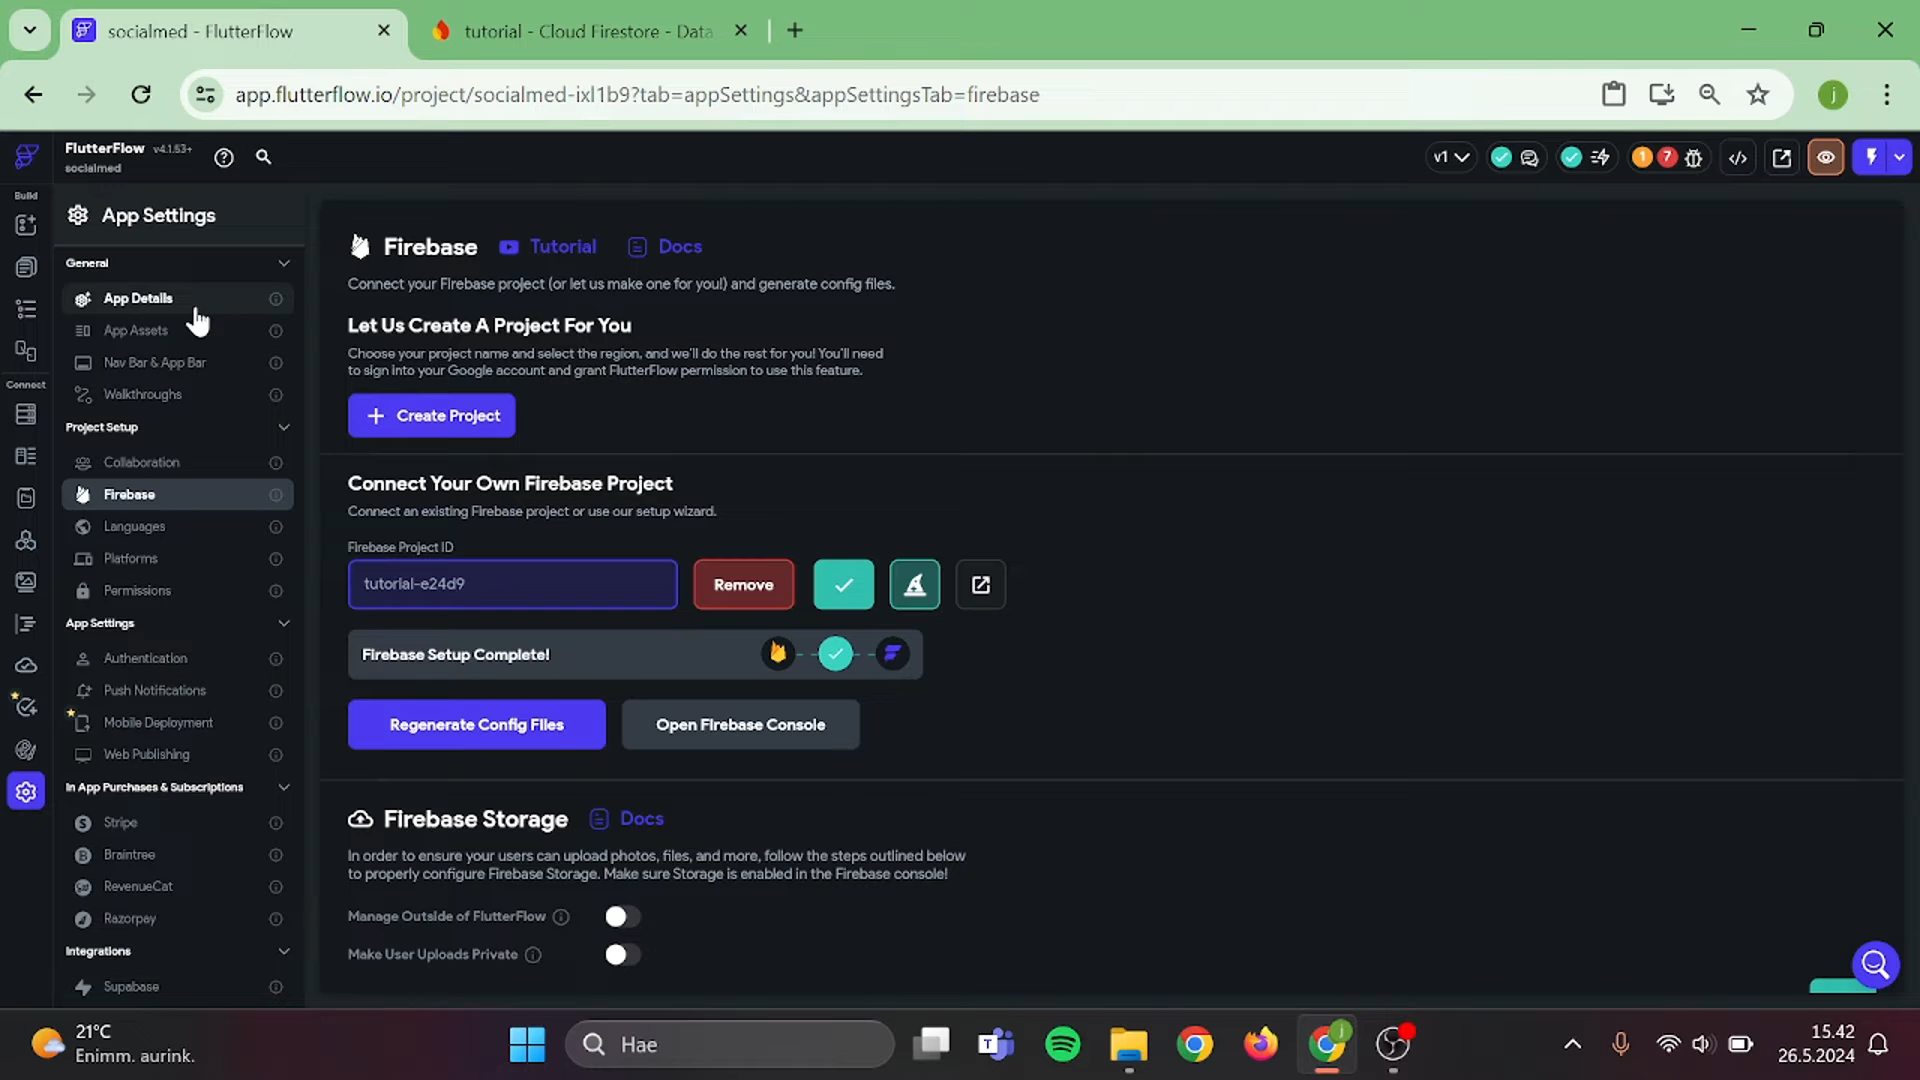 socialmed - FlutterFlow
tutorial - Cloud Firestore - Data
app.flutterflow.io/project/socialmed-ixl1b9?tab=appSettings&appSettingsTab=firebase
j
FlutterFlow v4.1.53+
socialmed
v1
1 7
Build
Connect
App Settings
General
App Details
App Assets
Nav Bar & App Bar
Walkthroughs
Project Setup
Collaboration
Firebase
Languages
Platforms
Permissions
App Settings
Authentication
Push Notifications
Mobile Deployment
Web Publishing
In App Purchases & Subscriptions
Stripe
Braintree
RevenueCat
Razorpay
Integrations
Supabase
Firebase Tutorial Docs
Connect your Firebase project (or let us make one for you!) and generate config files.
Let Us Create A Project For You
Choose your project name and select the region, and we'll do the rest for you! You'll need
to sign into your Google account and grant FlutterFlow permission to use this feature.
+ Create Project
Connect Your Own Firebase Project
Connect an existing Firebase project or use our setup wizard.
Firebase Project ID
tutorial-e24d9 Remove
Firebase Setup Complete!
Regenerate Config Files Open Firebase Console
Firebase Storage Docs
In order to ensure your users can upload photos, files, and more, follow the steps outlined below
to properly configure Firebase Storage. Make sure Storage is enabled in the Firebase console!
Manage Outside of FlutterFlow
Make User Uploads Private
21°C
Enimm. aurink.
Hae
15.42
26.5.2024